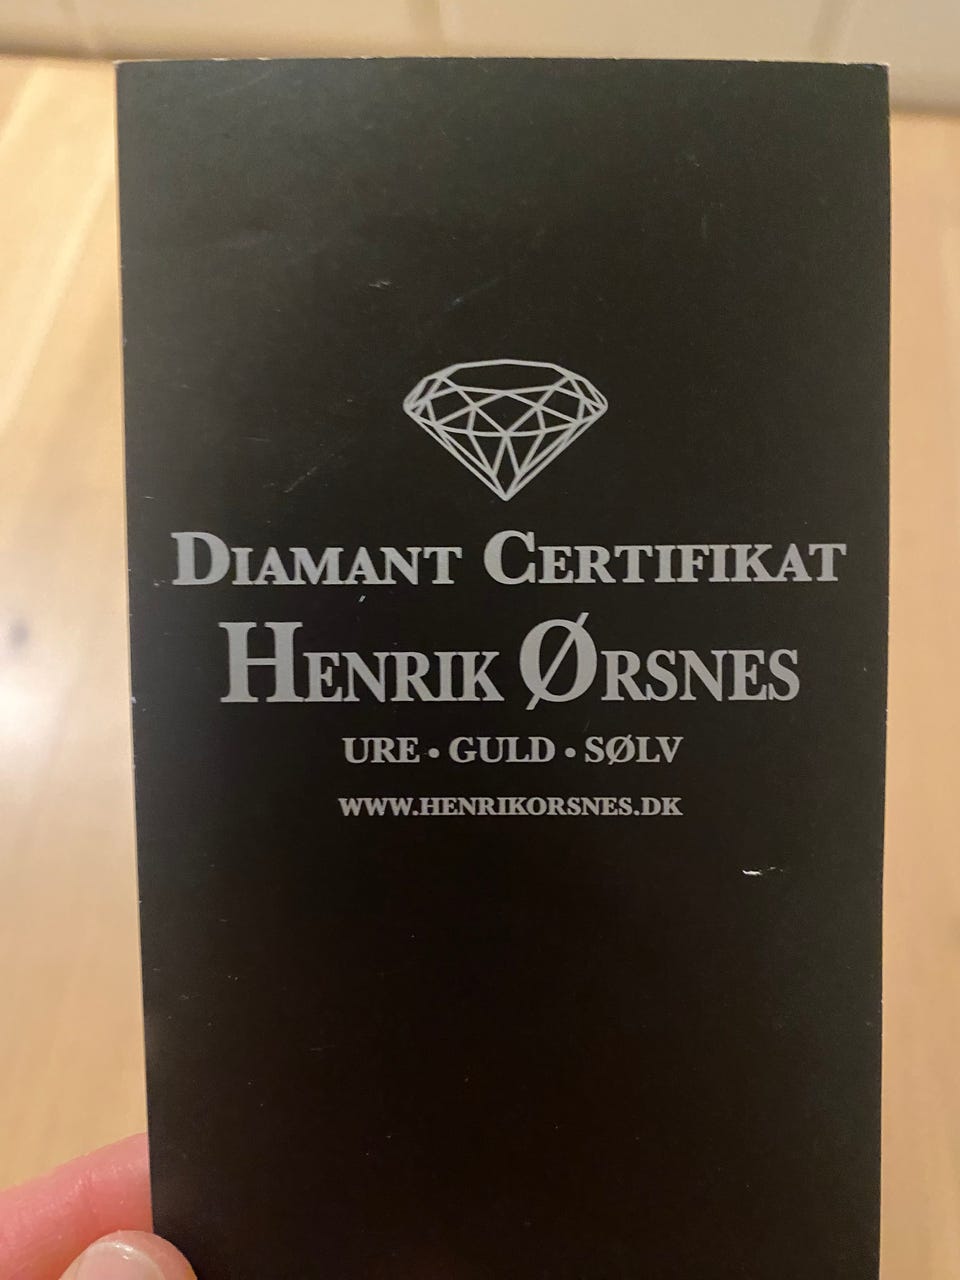 DIAMANT CERTIFIKAT
HENRIK ØRSNES
URE • GULD • SØLV
WWW.HENRIKORSNES.DK